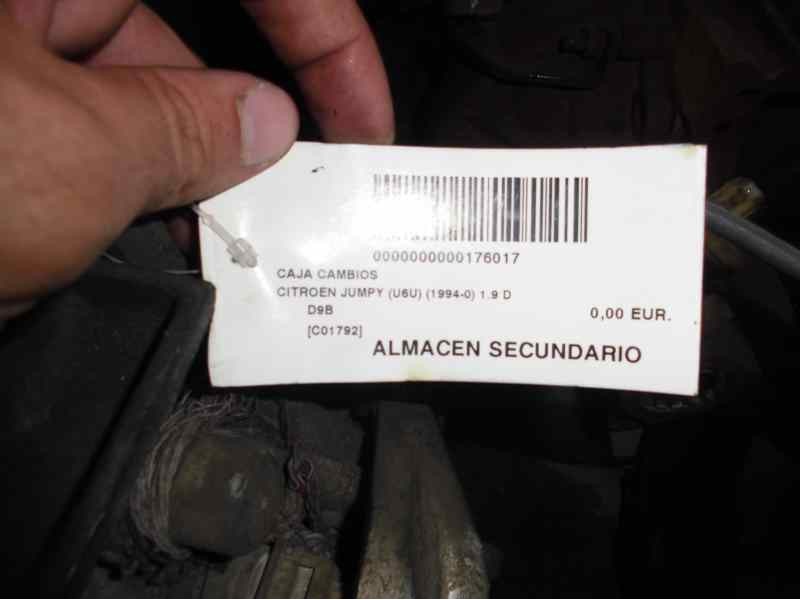 0000000000176017
CAJA CAMBIOS
CITROEN JUMPY (U6U) (1994-0) 1.9 D
D9B
0,00 EUR.
[C01792]
ALMACEN SECUNDARIO